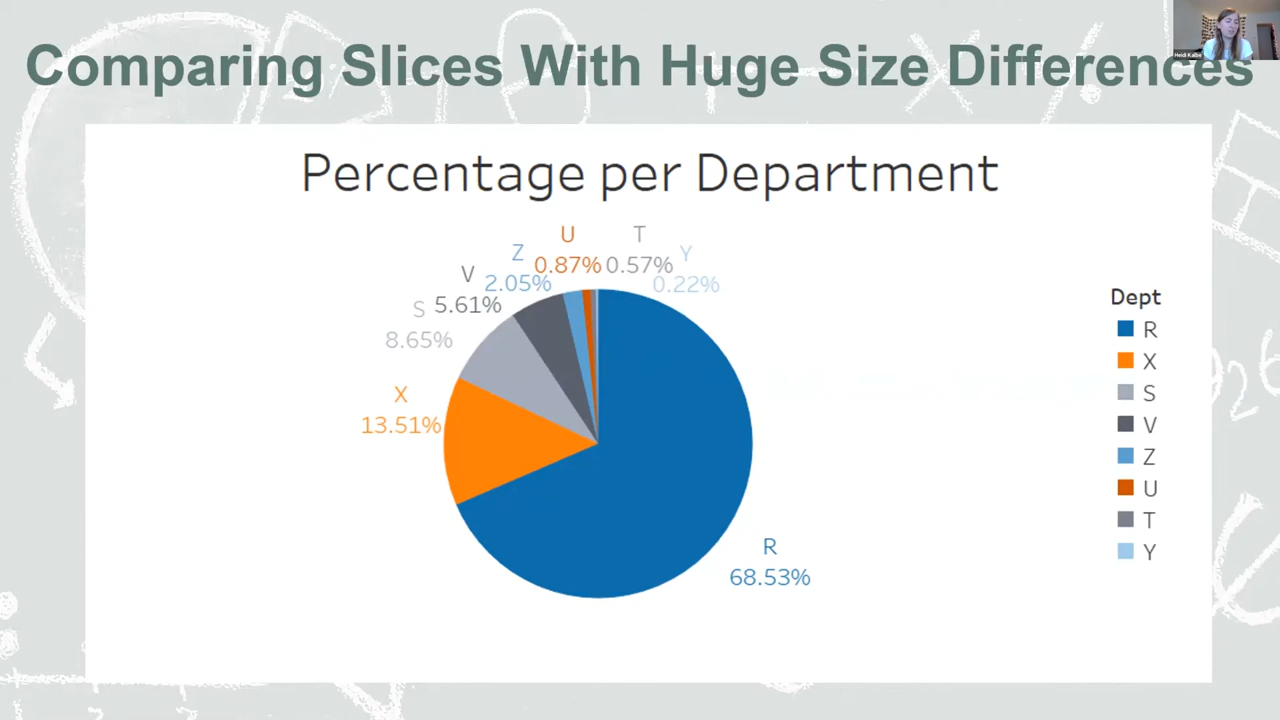 Comparing Slices With Huge Size Differences
Percentage per Department
U
0.87%
T
0.57%
Z
2.05%
Y
0.22%
V
5.61%
S
8.65%
X
13.51%
R
68.53%
Dept
R
X
S
V
Z
U
T
Y